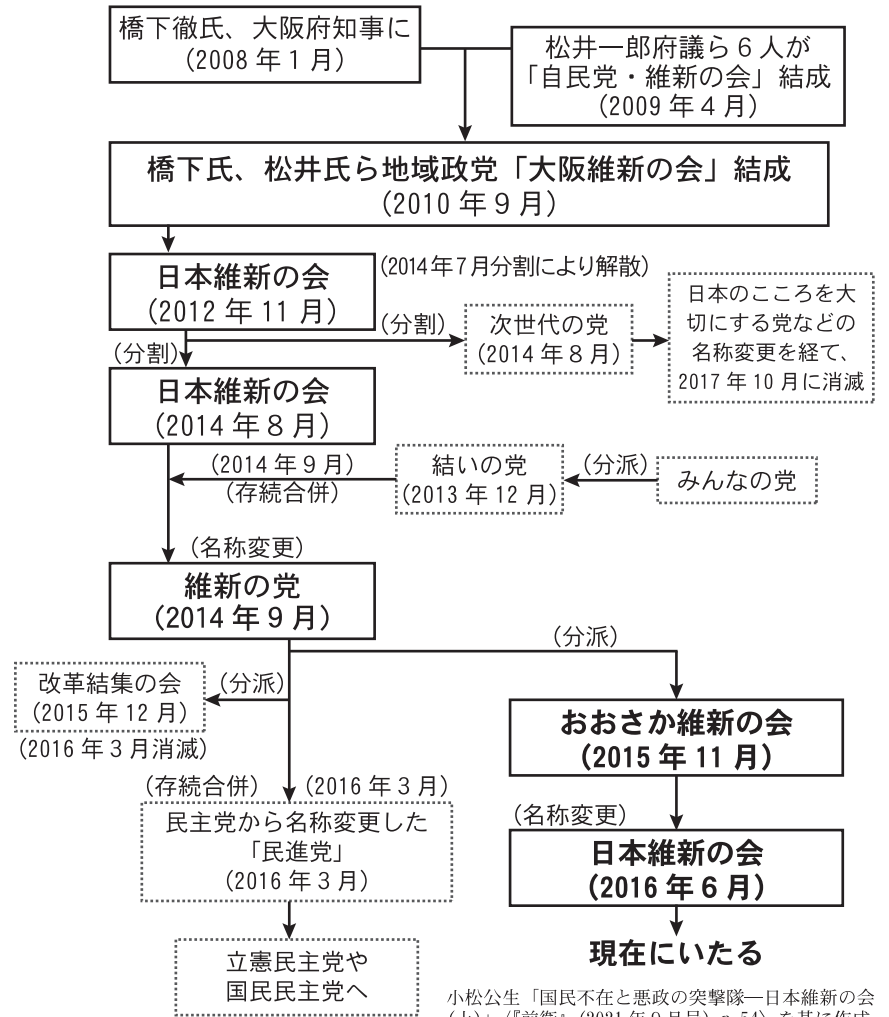 橋下徹氏、大阪府知事に
(2008年1月)
松井一郎府議ら6人が
「自民党・維新の会」結成
(2009年4月)
橋下氏、松井氏ら地域政党「大阪維新の会」結成
(2010年9月)
日本維新の会
(2012年11月)
(2014年7月分割により解散)
(分割)
次世代の党
(2014年8月)
日本のこころを大
切にする党などの
名称変更を経て、
2017年10月に消滅
(分割)
日本維新の会
(2014年8月)
(2014年9月)
(存続合併)
結いの党
(2013年12月)
(分派)
みんなの党
(名称変更)
維新の党
(2014年9月)
(分派)
改革結集の会
(2015年12月)
(2016年3月消滅)
(分派)
おおさか維新の会
(2015年11月)
(存続合併)
(2016年3月)
民主党から名称変更した
「民進党」
(2016年3月)
(名称変更)
日本維新の会
(2016年6月)
立憲民主党や
国民民主党へ
現在にいたる
小松公生「国民不在と悪政の突撃隊―日本維新の会
(上)」(『前衛』(2021年9月号)p.54)を基に作成